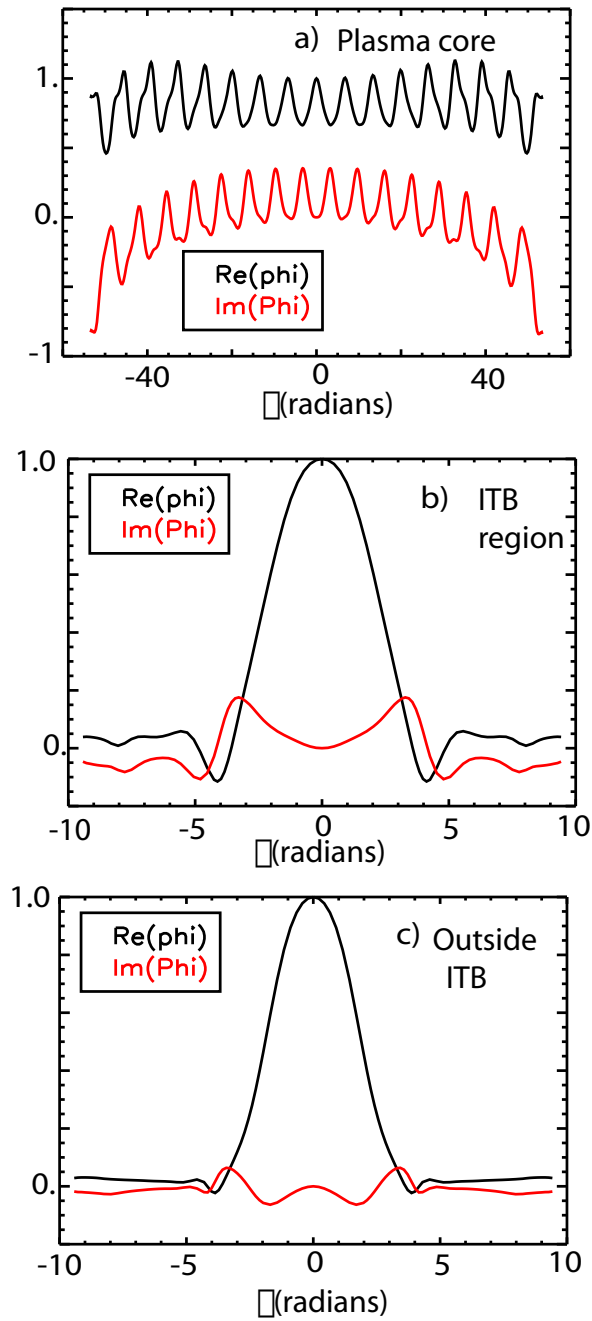 a) Plasma core
1.
0.
-1
Re(phi)
Im(Phi)
-40 0 40
▯(radians)
1.0
0.
Re(phi)
Im(Phi)
b) ITB
region
-10 -5 0 5 10
▯(radians)
1.0
0.
Re(phi)
Im(Phi)
c) Outside
ITB
-10 -5 0 5 10
▯(radians)